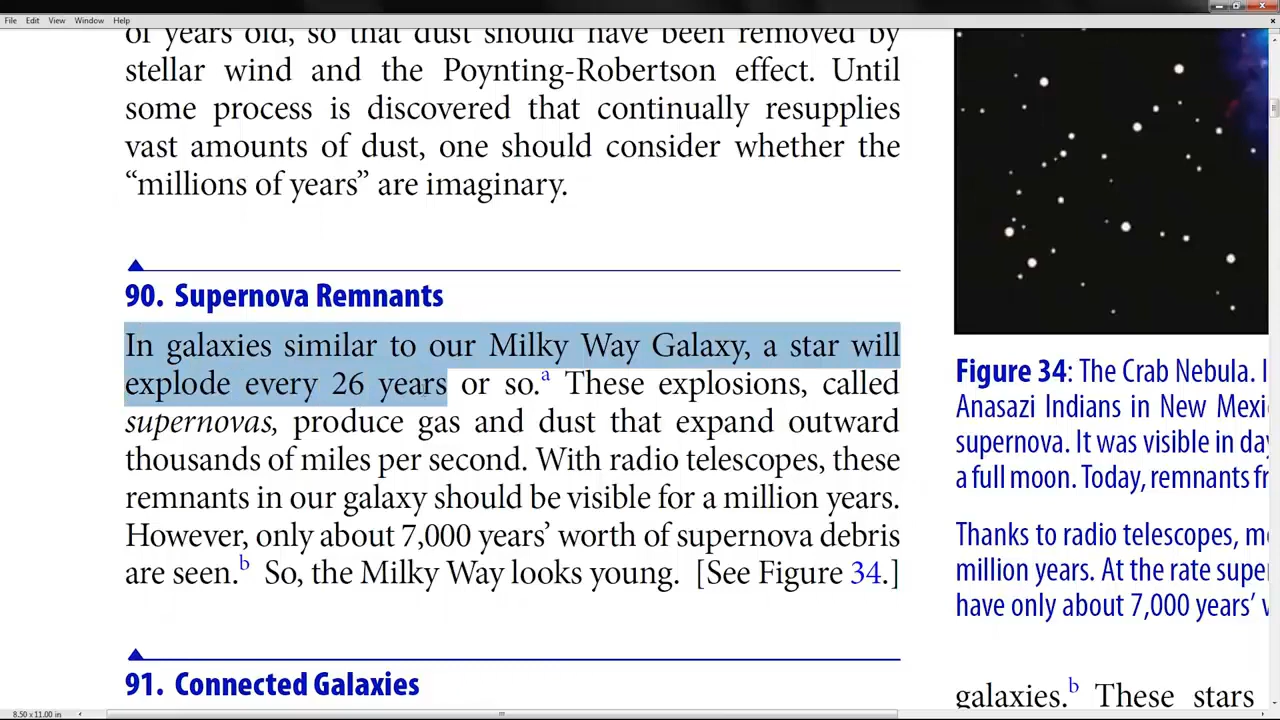 File Edit View Window Help
of years old, so that dust should have been removed by
stellar wind and the Poynting-Robertson effect. Until
some process is discovered that continually resupplies
vast amounts of dust, one should consider whether the
“millions of years” are imaginary.
90. Supernova Remnants
In galaxies similar to our Milky Way Galaxy, a star will
explode every 26 years or so.a These explosions, called
supernovas, produce gas and dust that expand outward
thousands of miles per second. With radio telescopes, these
remnants in our galaxy should be visible for a million years.
However, only about 7,000 years’ worth of supernova debris
are seen.b So, the Milky Way looks young. [See Figure 34.]
91. Connected Galaxies
Figure 34: The Crab Nebula. I
Anasazi Indians in New Mexi
supernova. It was visible in da
a full moon. Today, remnants fr
Thanks to radio telescopes, m
million years. At the rate supe
have only about 7,000 years’ v
galaxies.b These stars
8.50 x 11.00 in